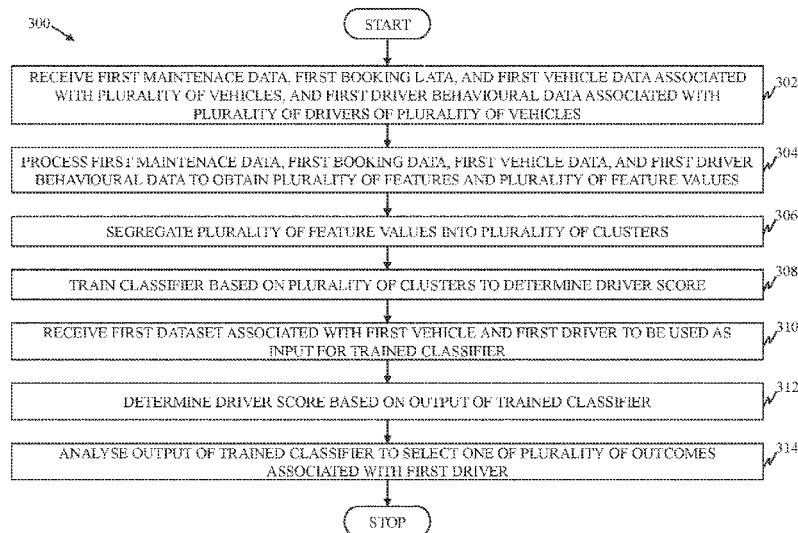 300
START
RECEIVE FIRST MAINTENACE DATA, FIRST BOOKING DATA, AND FIRST VEHICLE DATA ASSOCIATED
WITH PLURALITY OF VEHICLES, AND FIRST DRIVER BEHAVIOURAL DATA ASSOCIATED WITH
PLURALITY OF DRIVERS OF PLURALITY OF VEHICLES
302
PROCESS FIRST MAINTENACE DATA, FIRST BOOKING DATA, FIRST VEHICLE DATA, AND FIRST DRIVER
BEHAVIOURAL DATA TO OBTAIN PLURALITY OF FEATURES AND PLURALITY OF FEATURE VALUES
304
SEGREGATE PLURALITY OF FEATURE VALUES INTO PLURALITY OF CLUSTERS
306
TRAIN CLASSIFIER BASED ON PLURALITY OF CLUSTERS TO DETERMINE DRIVER SCORE
308
RECEIVE FIRST DATASET ASSOCIATED WITH FIRST VEHICLE AND FIRST DRIVER TO BE USED AS
INPUT FOR TRAINED CLASSIFIER
310
DETERMINE DRIVER SCORE BASED ON OUTPUT OF TRAINED CLASSIFIER
312
ANALYSE OUTPUT OF TRAINED CLASSIFIER TO SELECT ONE OF PLURALITY OF OUTCOMES
ASSOCIATED WITH FIRST DRIVER
314
STOP